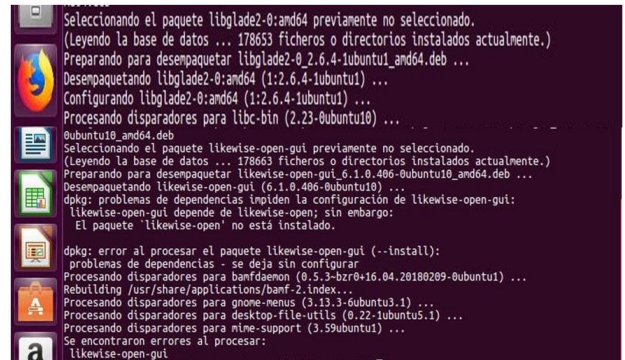 Seleccionando el paquete libglade2-0:amd64 previamente no seleccionado.
(Leyendo la base de datos ... 178653 ficheros o directorios instalados actualmente.)
Preparando para desempaquetar libglade2-0_2.6.4-1ubuntu1_amd64.deb ...
Desempaquetando libglade2-0:amd64 (1:2.6.4-1ubuntu1) ...
Configurando libglade2-0:amd64 (1:2.6.4-1ubuntu1) ...
Procesando disparadores para libc-bin (2.23-0ubuntu10) ...
0ubuntu10_amd64.deb
Seleccionando el paquete likewise-open-gui previamente no seleccionado.
(Leyendo la base de datos ... 178663 ficheros o directorios instalados actualmente.)
Preparando para desempaquetar likewise-open-gui_6.1.0.406-0ubuntu10_amd64.deb ...
Desempaquetando likewise-open-gui (6.1.0.406-0ubuntu10) ...
dpkg: problemas de dependencias impiden la configuración de likewise-open-gui:
likewise-open-gui depende de likewise-open; sin embargo:
El paquete `likewise-open' no está instalado.
dpkg: error al procesar el paquete likewise-open-gui (--install):
problemas de dependencias - se deja sin configurar
Procesando disparadores para bamfdaemon (0.5.3~bzr0+16.04.20180209-0ubuntu1) ...
Rebuilding /usr/share/applications/bamf-2.index...
Procesando disparadores para gnome-menus (3.13.3-6ubuntu3.1) ...
Procesando disparadores para desktop-file-utils (0.22-1ubuntu5.1) ...
Procesando disparadores para mime-support (3.59ubuntu1) ...
Se encontraron errores al procesar:
likewise-open-gui